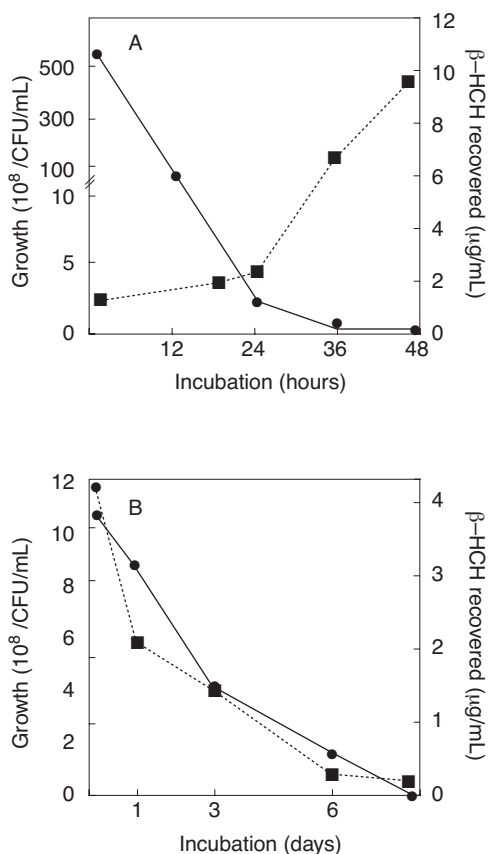 A
500
300
100
10
5
0
Growth (10⁸ /CFU/mL)
12
10
8
6
4
2
0
β–HCH
recovered (μg/mL)
12 24 36 48
Incubation (hours)
B
12
10
8
6
4
2
0
Growth (10⁸ /CFU/mL)
4
3
2
1
0
β–HCH
recovered (μg/mL)
1 3 6
Incubation (days)